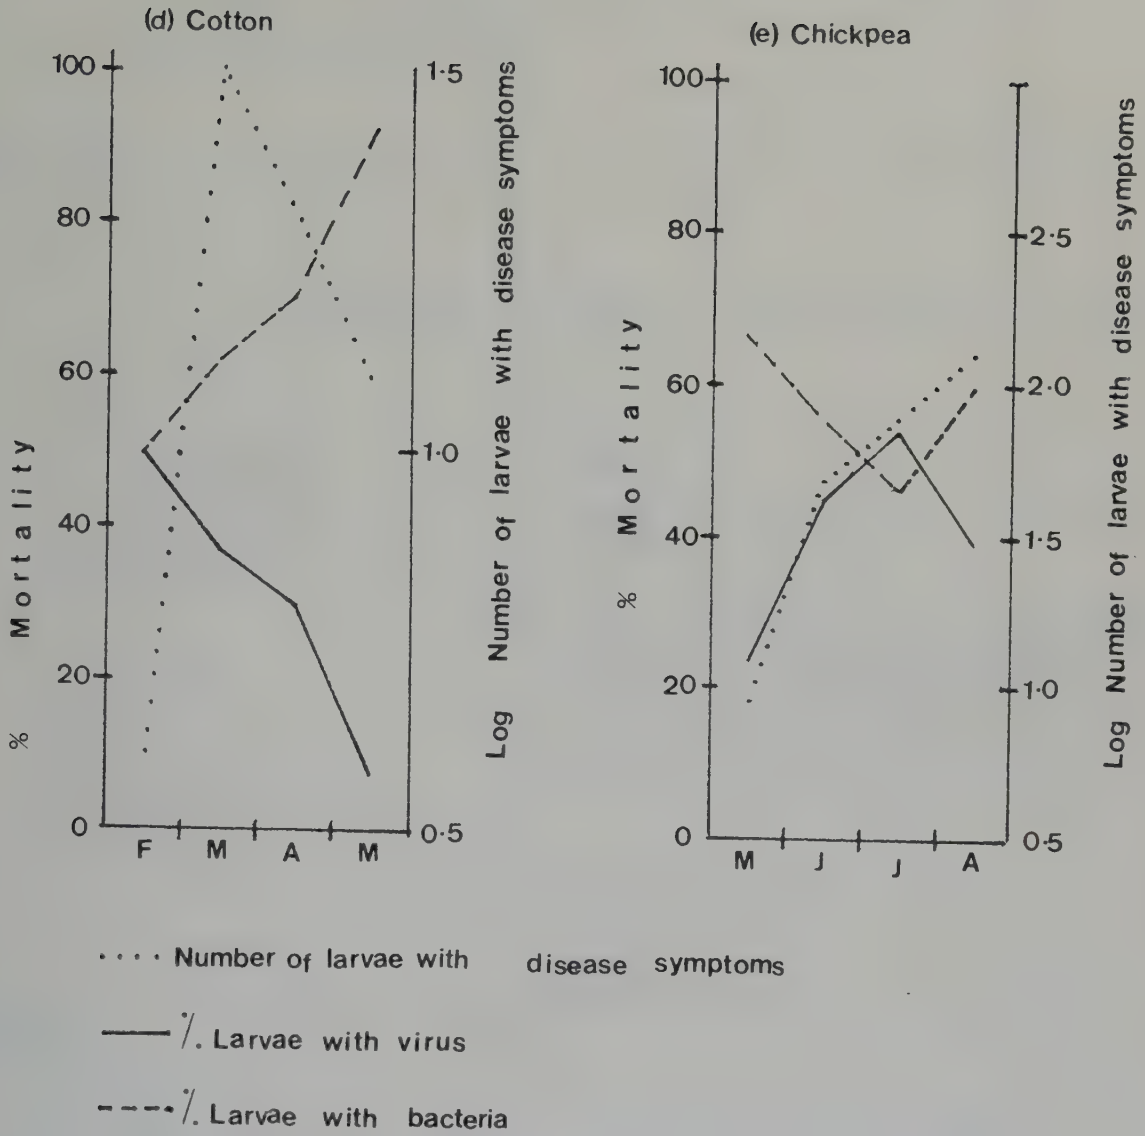 (d) Cotton
100
80
60
40
20
0
% Mortality
F M A M
1·5
1·0
0·5
Log Number of larvae with disease symptoms
(e) Chickpea
100
80
60
40
20
0
% Mortality
M J J A
2·5
2·0
1·5
1·0
0·5
Log Number of larvae with disease symptoms
Number of larvae with disease symptoms
% Larvae with virus
% Larvae with bacteria